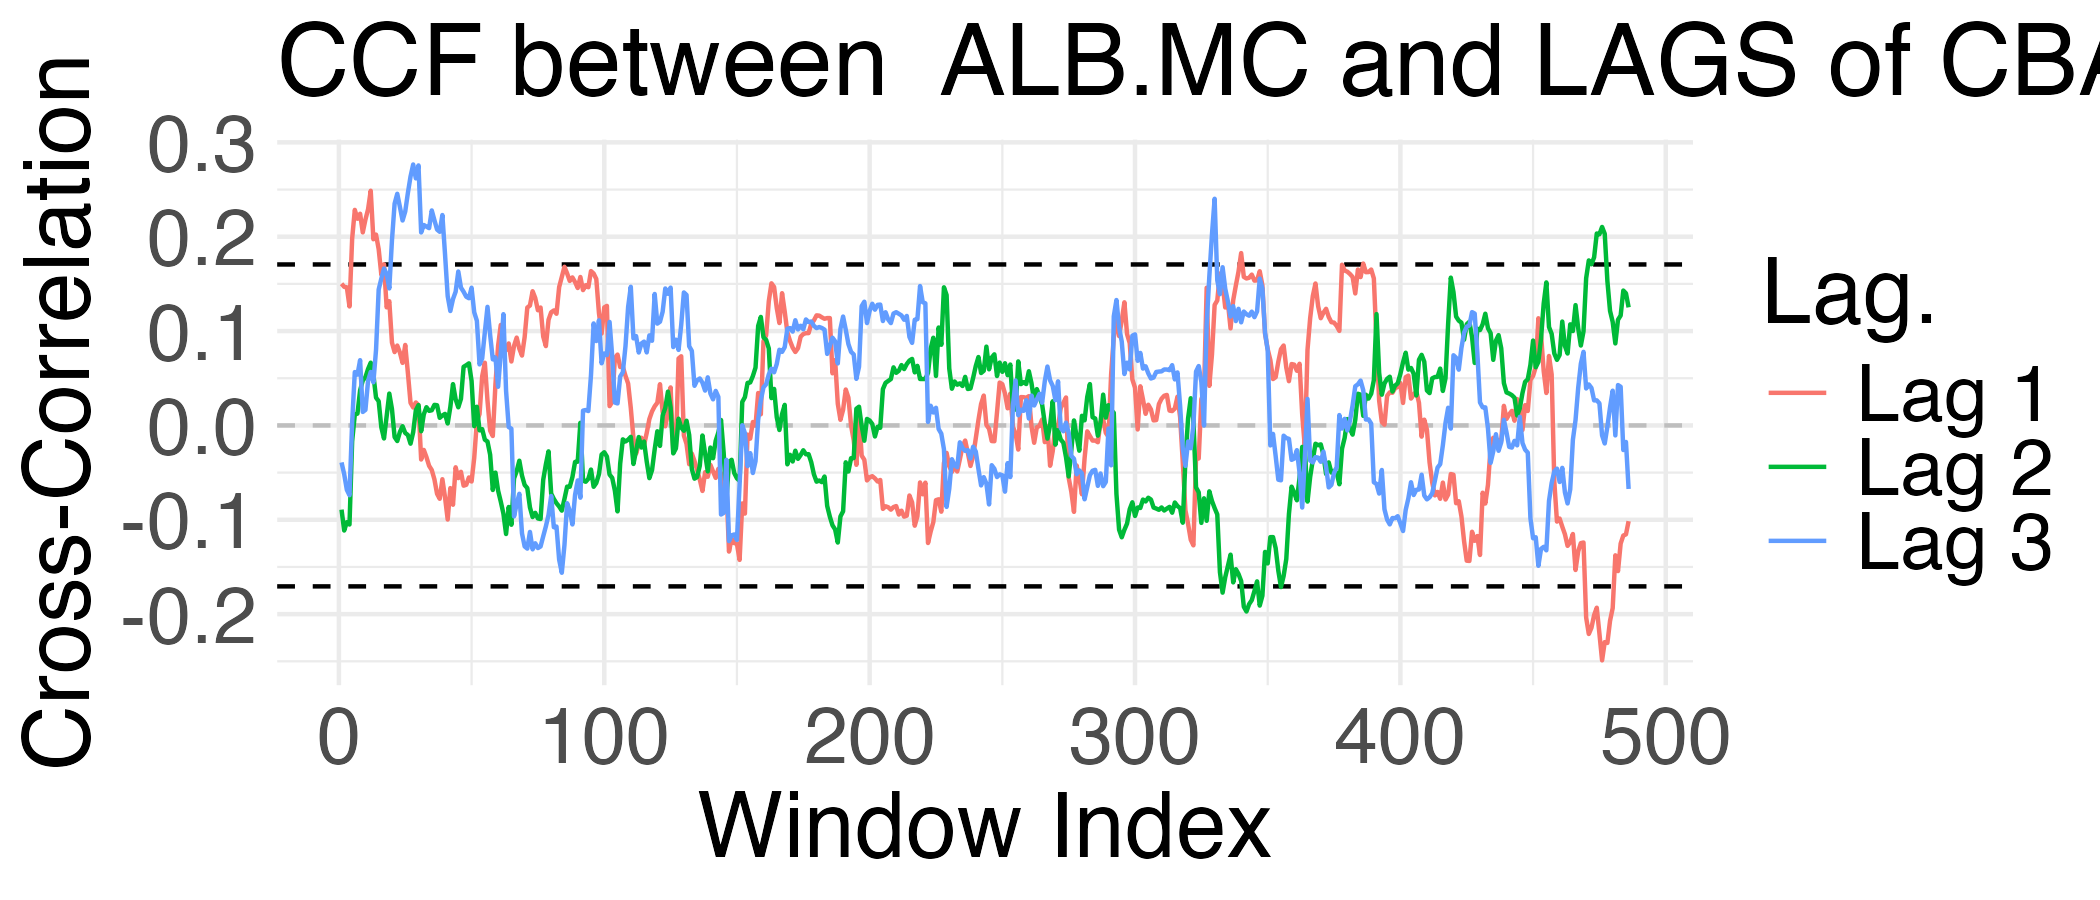 CCF between ALB.MC and LAGS of CBA
Cross-Correlation
0.3
0.2
0.1
0.0
-0.1
-0.2
0
100
200
300
400
500
Window Index
Lag.
Lag 1
Lag 2
Lag 3